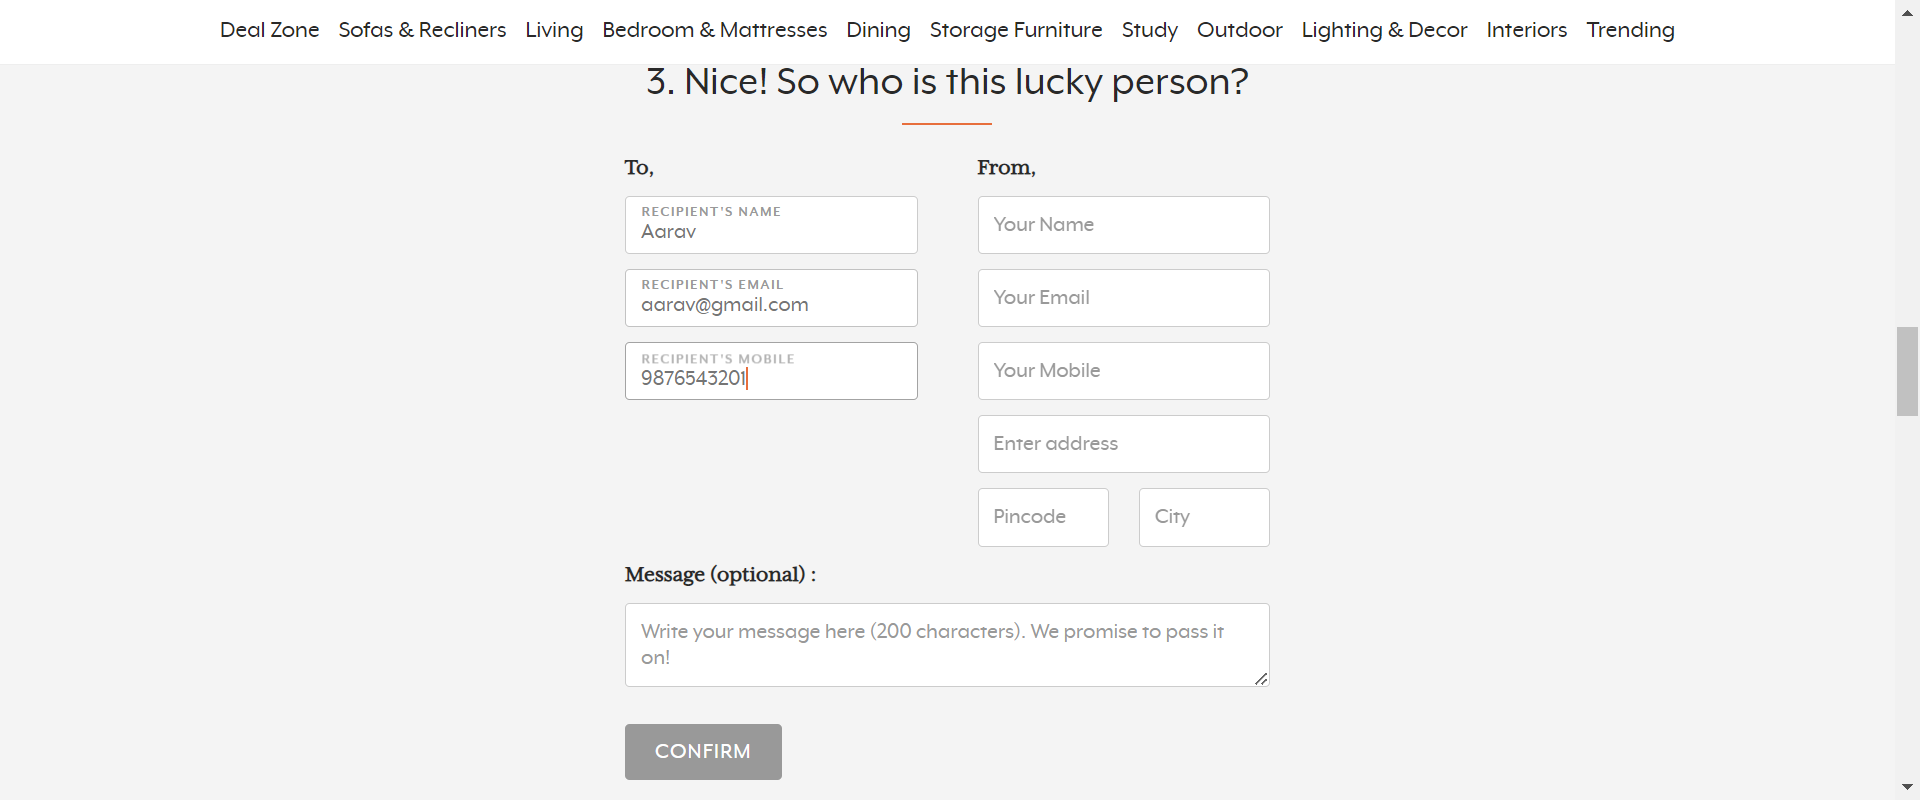 Deal Zone Sofas & Recliners Living Bedroom & Mattresses Dining Storage Furniture Study Outdoor Lighting & Decor Interiors Trending
3. Nice! So who is this lucky person?
To,
RECIPIENT'S NAME
Aarav
RECIPIENT'S EMAIL
aarav@gmail.com
RECIPIENT'S MOBILE
9876543201
From,
Your Name
Your Email
Your Mobile
Enter address
Pincode City
Message (optional) :
Write your message here (200 characters). We promise to pass it
on!
CONFIRM